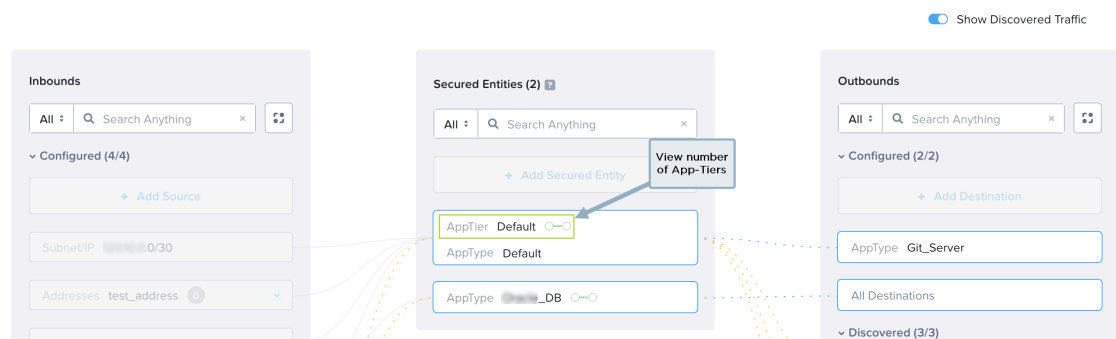 Show Discovered Traffic
Inbounds
All Search Anything ×
Configured (4/4)
+ Add Source
Subnet/IP .0/30
Addresses test_address 0
Secured Entities (2) ?
All Search Anything ×
+ Add Secured Entity
View number
of App-Tiers
AppTier Default
AppType Default
AppType _DB
Outbounds
All Search Anything ×
Configured (2/2)
+ Add Destination
AppType Git_Server
All Destinations
Discovered (3/3)